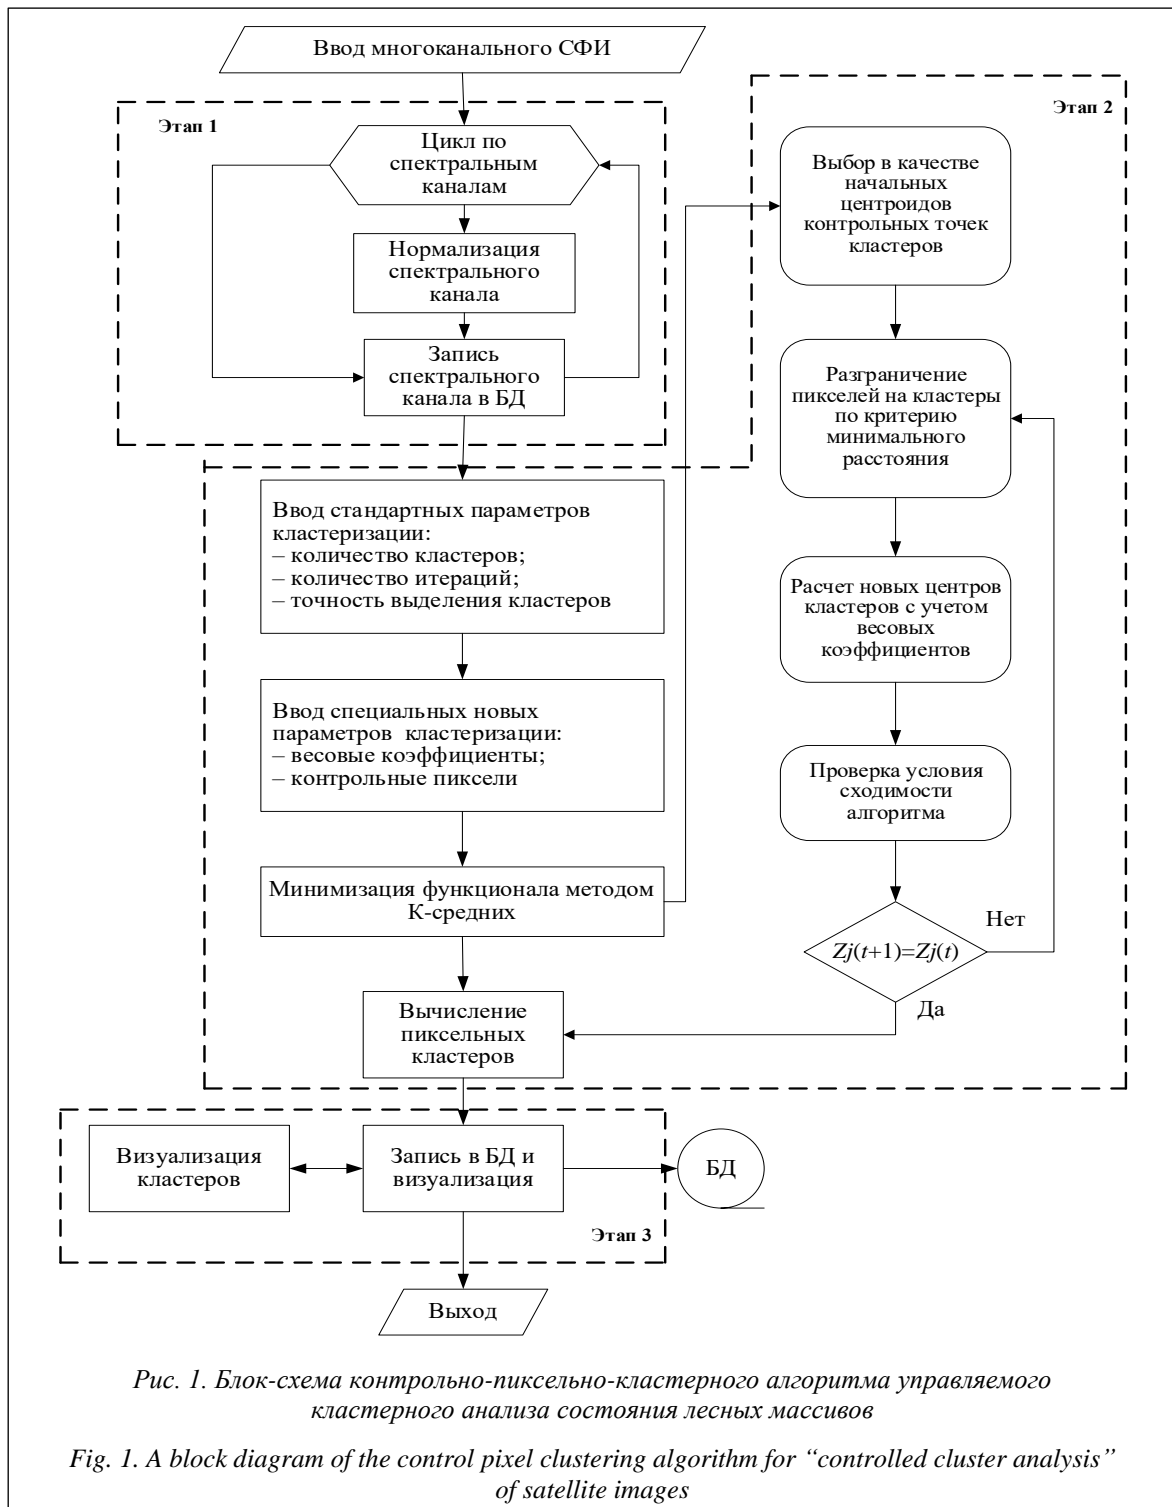 Ввод многоканального СФИ
Этап 1
Цикл по
спектральным
каналам
Нормализация
спектрального
канала
Запись
спектрального
канала в БД
Этап 2
Ввод стандартных параметров
кластеризации:
– количество кластеров;
– количество итераций;
– точность выделения кластеров
Ввод специальных новых
параметров кластеризации:
– весовые коэффициенты;
– контрольные пиксели
Минимизация функционала методом
К-средних
Выбор в качестве
начальных
центроидов
контрольных точек
кластеров
Разграничение
пикселей на кластеры
по критерию
минимального
расстояния
Расчет новых центров
кластеров с учетом
весовых
коэффициентов
Проверка условия
сходимости
алгоритма
Zj(t+1)=Zj(t)
Нет
Да
Вычисление
пиксельных
кластеров
Визуализация
кластеров
Запись в БД и
визуализация
БД
Этап 3
Выход
Рис. 1. Блок-схема контрольно-пиксельно-кластерного алгоритма управляемого
кластерного анализа состояния лесных массивов
Fig. 1. A block diagram of the control pixel clustering algorithm for “controlled cluster analysis”
of satellite images